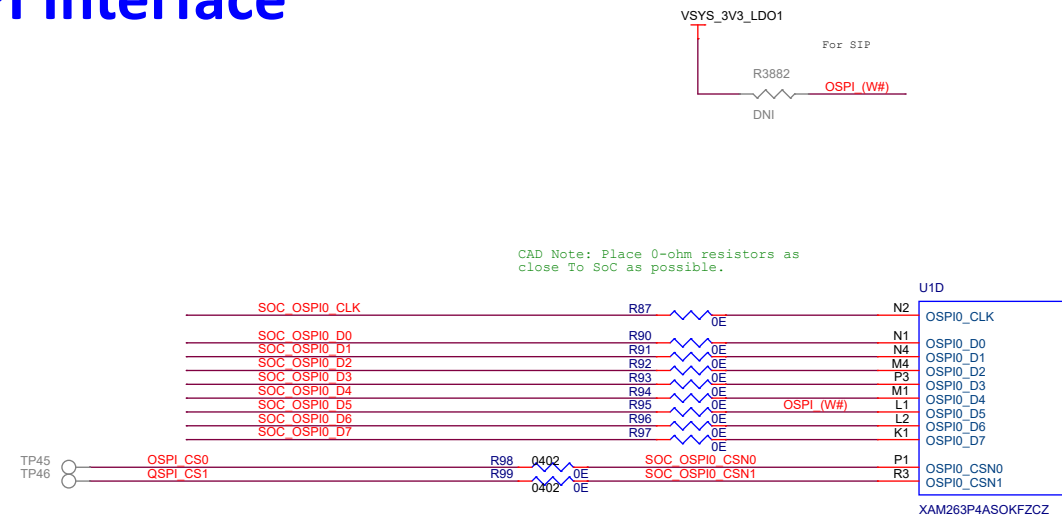 Interface
VSYS_3V3_LDO1
For SIP
R3882
OSPI_(W#)
DNI
CAD Note: Place 0-ohm resistors as
close To SoC as possible.
U1D
SOC_OSPI0_CLK R87 0E N2 OSPI0_CLK
SOC_OSPI0_D0 R90 0E N1 OSPI0_D0
SOC_OSPI0_D1 R91 0E N4 OSPI0_D1
SOC_OSPI0_D2 R92 0E M4 OSPI0_D2
SOC_OSPI0_D3 R93 0E P3 OSPI0_D3
SOC_OSPI0_D4 R94 0E M1 OSPI0_D4
SOC_OSPI0_D5 R95 0E OSPI_(W#) L1 OSPI0_D5
SOC_OSPI0_D6 R96 0E L2 OSPI0_D6
SOC_OSPI0_D7 R97 0E K1 OSPI0_D7
TP45 OSPI_CS0 R98 0402 0E SOC_OSPI0_CSN0 P1 OSPI0_CSN0
TP46 QSPI_CS1 R99 0402 0E SOC_OSPI0_CSN1 R3 OSPI0_CSN1
XAM263P4ASOKFZCZ